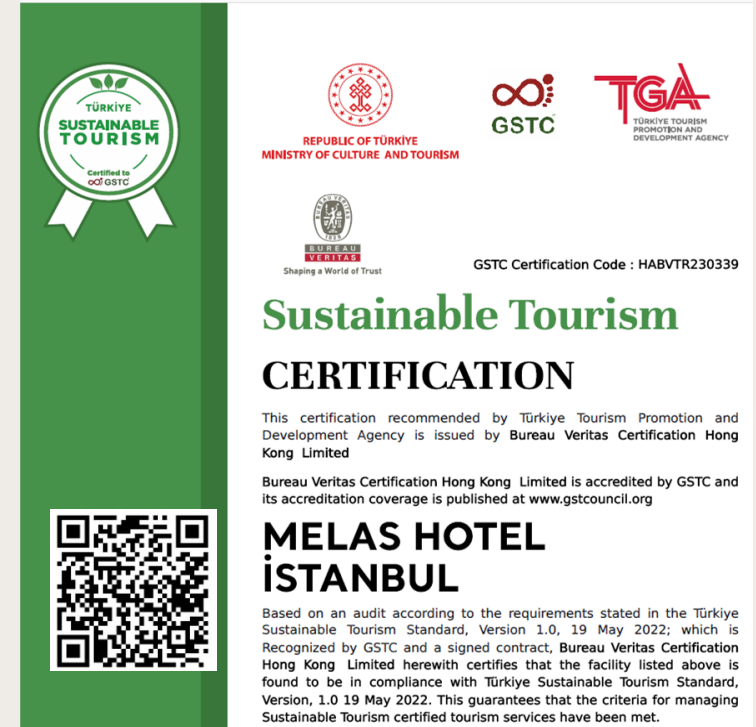 TÜRKİYE
SUSTAINABLE
TOURISM
Certified to
GSTC
REPUBLIC OF TÜRKİYE
MINISTRY OF CULTURE AND TOURISM
GSTC
TGA
TÜRKİYE TOURISM
PROMOTION AND
DEVELOPMENT AGENCY
BUREAU VERITAS
1828
BUREAU
VERITAS
Shaping a World of Trust
GSTC Certification Code : HABVTR230339
Sustainable Tourism
CERTIFICATION
This certification recommended by Türkiye Tourism Promotion and
Development Agency is issued by Bureau Veritas Certification Hong
Kong Limited
Bureau Veritas Certification Hong Kong Limited is accredited by GSTC and
its accreditation coverage is published at www.gstcouncil.org
MELAS HOTEL
İSTANBUL
Based on an audit according to the requirements stated in the Türkiye
Sustainable Tourism Standard, Version 1.0, 19 May 2022; which is
Recognized by GSTC and a signed contract, Bureau Veritas Certification
Hong Kong Limited herewith certifies that the facility listed above is
found to be in compliance with Türkiye Sustainable Tourism Standard,
Version, 1.0 19 May 2022. This guarantees that the criteria for managing
Sustainable Tourism certified tourism services have been met.